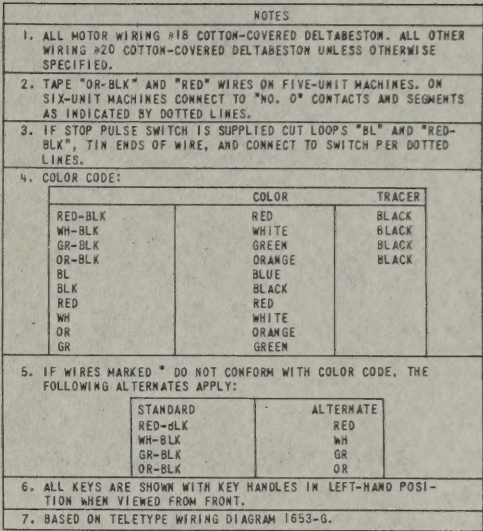 NOTES
1. ALL MOTOR WIRING #18 COTTON-COVERED DELTABESTON. ALL OTHER
WIRING #20 COTTON-COVERED DELTABESTON UNLESS OTHERWISE
SPECIFIED.
2. TAPE "OR-BLK" AND "RED" WIRES ON FIVE-UNIT MACHINES. ON
SIX-UNIT MACHINES CONNECT TO "NO. 0" CONTACTS AND SEGMENTS
AS INDICATED BY DOTTED LINES.
3. IF STOP PULSE SWITCH IS SUPPLIED CUT LOOPS "BL" AND "RED-
BLK", TIN ENDS OF WIRE, AND CONNECT TO SWITCH PER DOTTED
LINES.
4. COLOR CODE:
COLOR TRACER
RED-BLK RED BLACK
WH-BLK WHITE BLACK
GR-BLK GREEN BLACK
OR-BLK ORANGE BLACK
BL BLUE
BLK BLACK
RED RED
WH WHITE
OR ORANGE
GR GREEN
5. IF WIRES MARKED * DO NOT CONFORM WITH COLOR CODE, THE
FOLLOWING ALTERNATES APPLY:
STANDARD ALTERNATE
RED-BLK RED
WH-BLK WH
GR-BLK GR
OR-BLK OR
6. ALL KEYS ARE SHOWN WITH KEY HANDLES IN LEFT-HAND POSI-
TION WHEN VIEWED FROM FRONT.
7. BASED ON TELETYPE WIRING DIAGRAM 1653-G.